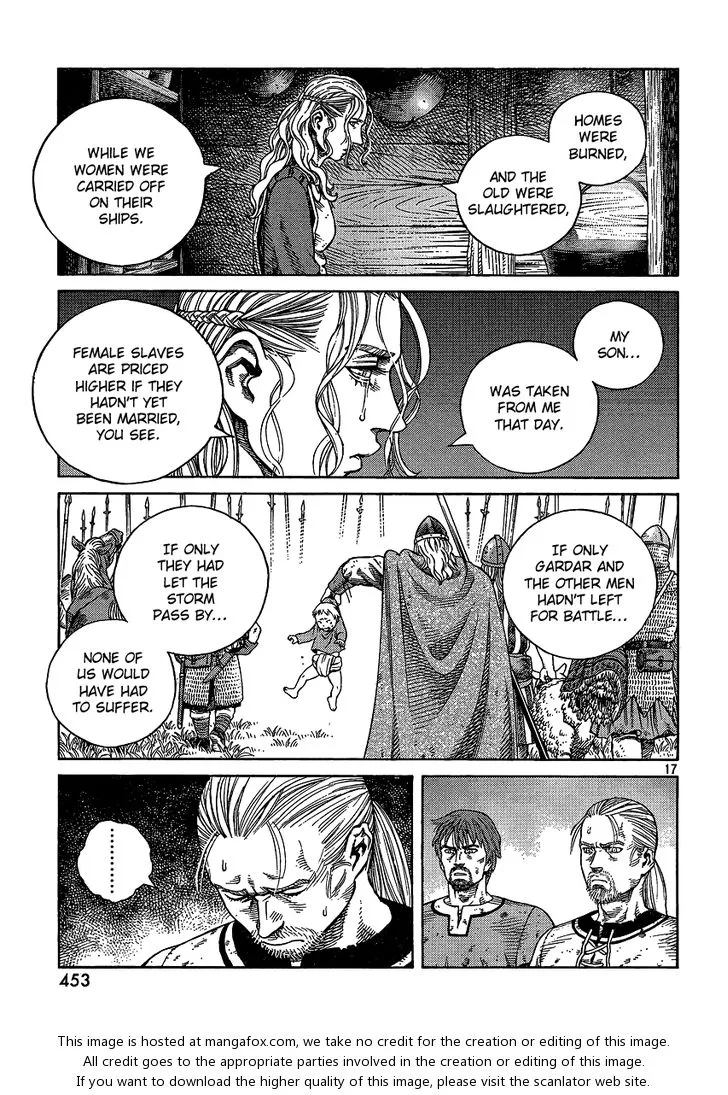 HOMES
WERE
BURNED,
AND THE
OLD WERE
SLAUGHTERED,
WHILE WE
WOMEN WERE
CARRIED OFF
ON THEIR
SHIPS.
MY
SON...
WAS TAKEN
FROM ME
THAT DAY.
FEMALE SLAVES
ARE PRICED
HIGHER IF THEY
HADN'T YET
BEEN MARRIED,
YOU SEE.
IF ONLY
GARDAR AND
THE OTHER MEN
HADN'T LEFT
FOR BATTLE...
IF ONLY
THEY HAD
LET THE
STORM
PASS BY...
NONE OF
US WOULD
HAVE HAD
TO SUFFER.
17
.........
453
This image is hosted at mangafox.com, we take no credit for the creation or editing of this image.
All credit goes to the appropriate parties involved in the creation or editing of this image.
If you want to download the higher quality of this image, please visit the scanlator web site.